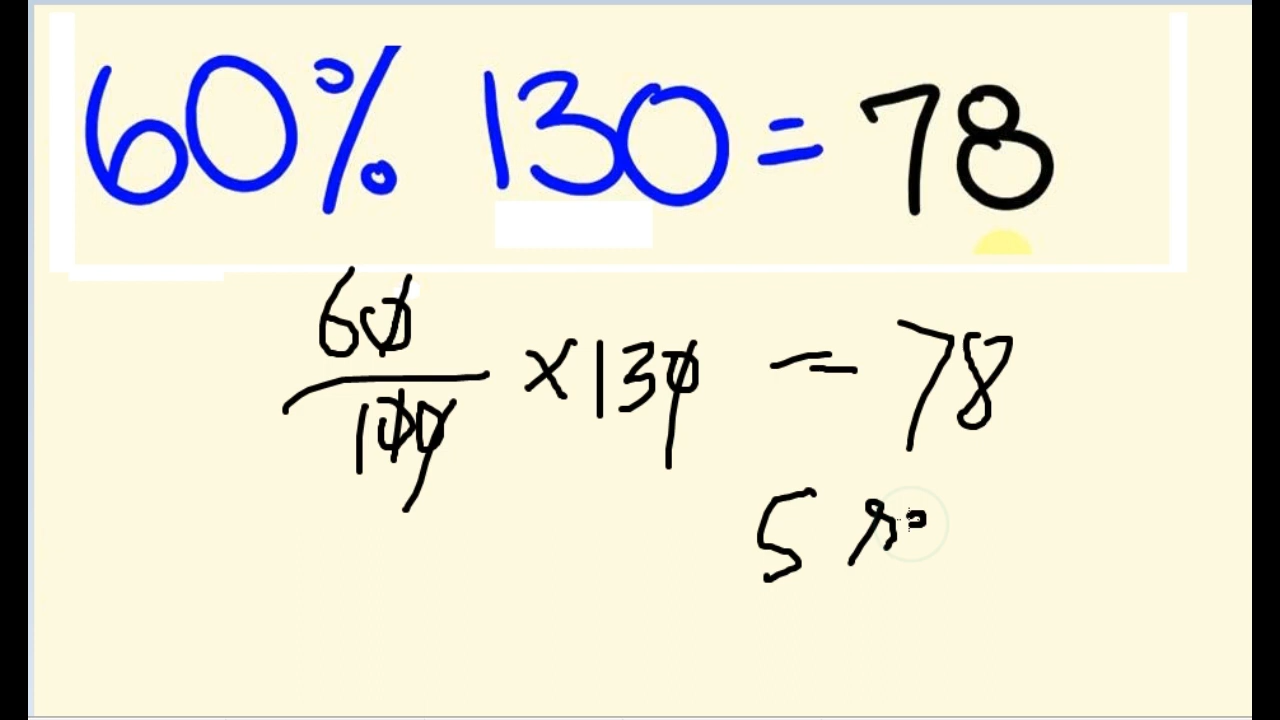 60% 130 = 78
60/100 × 130 = 78
5